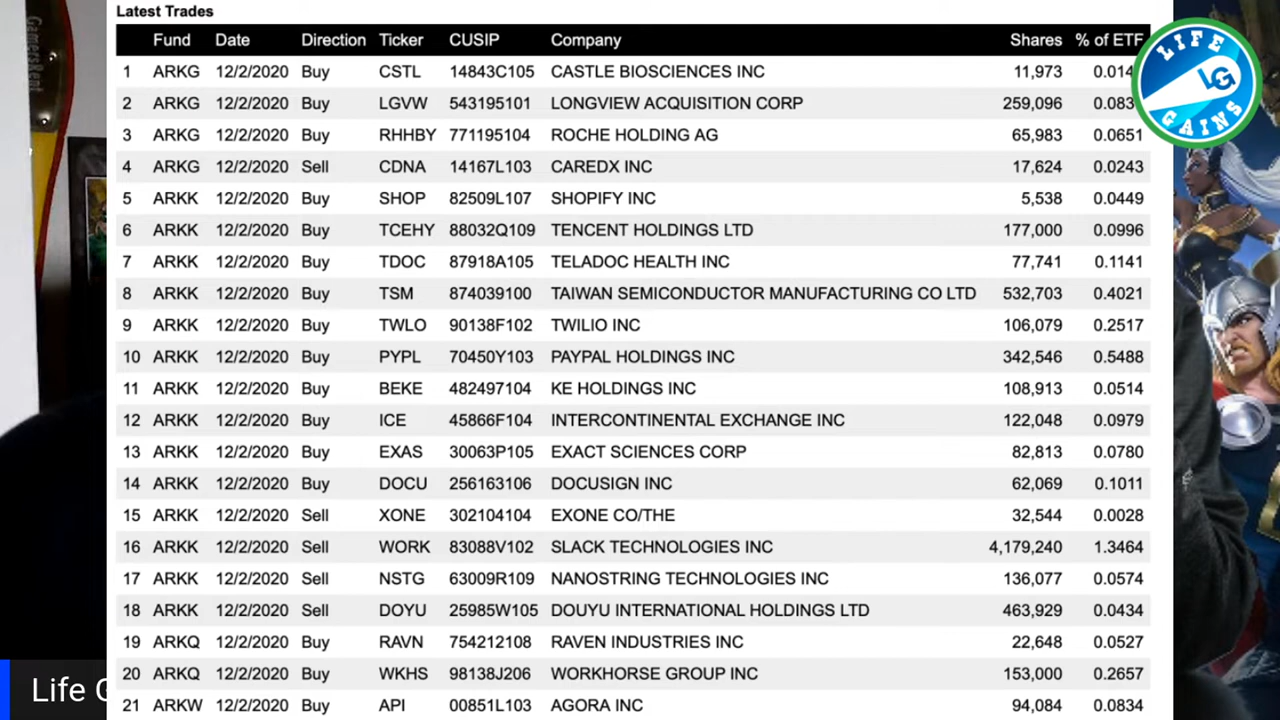 Latest Trades
Fund Date Direction Ticker CUSIP Company Shares % of ETF
1 ARKG 12/2/2020 Buy CSTL 14843C105 CASTLE BIOSCIENCES INC 11,973 0.014
2 ARKG 12/2/2020 Buy LGVW 543195101 LONGVIEW ACQUISITION CORP 259,096 0.083
3 ARKG 12/2/2020 Buy RHHBY 771195104 ROCHE HOLDING AG 65,983 0.0651
4 ARKG 12/2/2020 Sell CDNA 14167L103 CAREDX INC 17,624 0.0243
5 ARKK 12/2/2020 Buy SHOP 82509L107 SHOPIFY INC 5,538 0.0449
6 ARKK 12/2/2020 Buy TCEHY 88032Q109 TENCENT HOLDINGS LTD 177,000 0.0996
7 ARKK 12/2/2020 Buy TDOC 87918A105 TELADOC HEALTH INC 77,741 0.1141
8 ARKK 12/2/2020 Buy TSM 874039100 TAIWAN SEMICONDUCTOR MANUFACTURING CO LTD 532,703 0.4021
9 ARKK 12/2/2020 Buy TWLO 90138F102 TWILIO INC 106,079 0.2517
10 ARKK 12/2/2020 Buy PYPL 70450Y103 PAYPAL HOLDINGS INC 342,546 0.5488
11 ARKK 12/2/2020 Buy BEKE 482497104 KE HOLDINGS INC 108,913 0.0514
12 ARKK 12/2/2020 Buy ICE 45866F104 INTERCONTINENTAL EXCHANGE INC 122,048 0.0979
13 ARKK 12/2/2020 Buy EXAS 30063P105 EXACT SCIENCES CORP 82,813 0.0780
14 ARKK 12/2/2020 Buy DOCU 256163106 DOCUSIGN INC 62,069 0.1011
15 ARKK 12/2/2020 Sell XONE 302104104 EXONE CO/THE 32,544 0.0028
16 ARKK 12/2/2020 Sell WORK 83088V102 SLACK TECHNOLOGIES INC 4,179,240 1.3464
17 ARKK 12/2/2020 Sell NSTG 63009R109 NANOSTRING TECHNOLOGIES INC 136,077 0.0574
18 ARKK 12/2/2020 Sell DOYU 25985W105 DOUYU INTERNATIONAL HOLDINGS LTD 463,929 0.0434
19 ARKQ 12/2/2020 Buy RAVN 754212108 RAVEN INDUSTRIES INC 22,648 0.0527
20 ARKQ 12/2/2020 Buy WKHS 98138J206 WORKHORSE GROUP INC 153,000 0.2657
21 ARKW 12/2/2020 Buy API 00851L103 AGORA INC 94,084 0.0834
LIFE
LG
GAINS
GamersRent
Life G